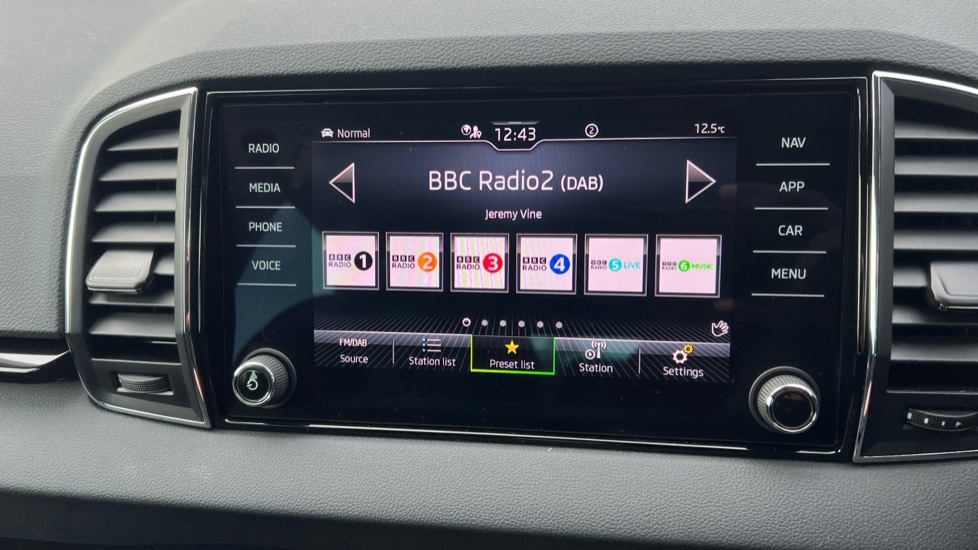 RADIO
MEDIA
PHONE
VOICE
Normal
12:43
2
12.5°C
BBC Radio2 (DAB)
Jeremy Vine
BBC RADIO 1
BBC RADIO 2
BBC RADIO 3
BBC RADIO 4
BBC RADIO 5 LIVE
BBC RADIO 6 MUSIC
FM/DAB
Source
Station list
Preset list
Station
Settings
NAV
APP
CAR
MENU